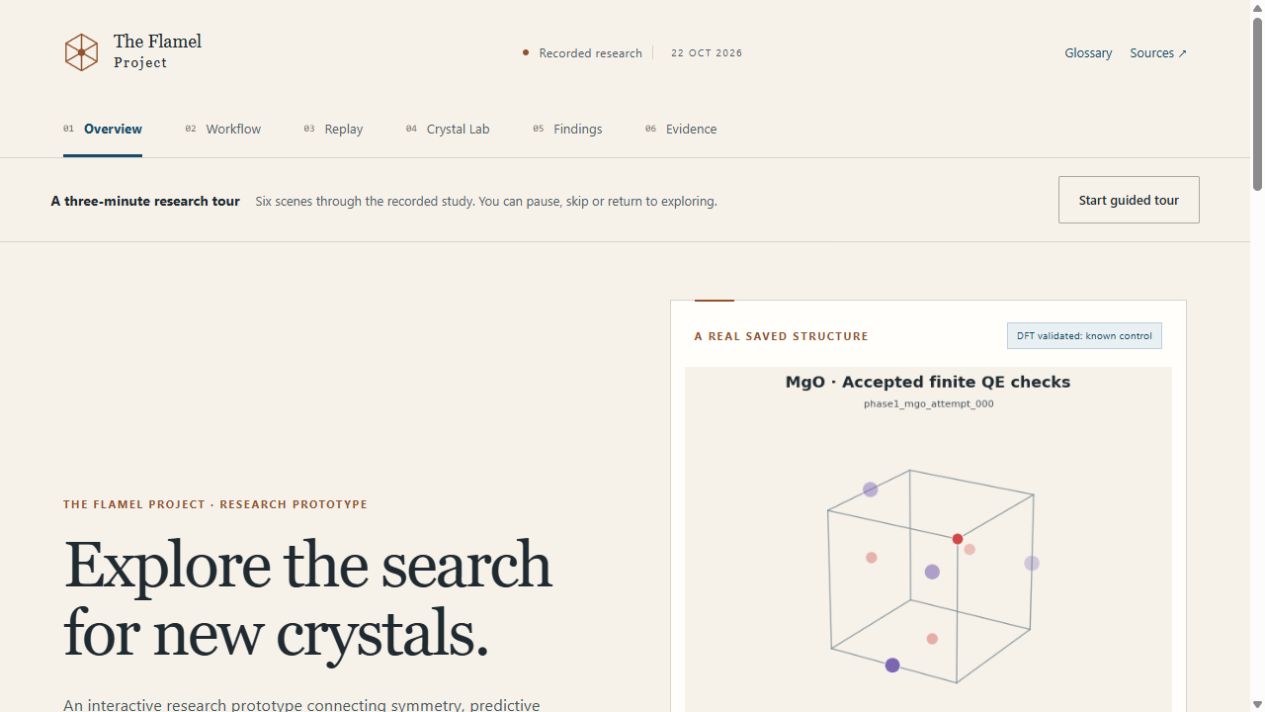 The Flamel
Project
Recorded research
22 OCT 2026
Glossary
Sources ↗
01 Overview
02 Workflow
03 Replay
04 Crystal Lab
05 Findings
06 Evidence
A three-minute research tour
Six scenes through the recorded study. You can pause, skip or return to exploring.
Start guided tour
THE FLAMEL PROJECT · RESEARCH PROTOTYPE
Explore the search
for new crystals.
An interactive research prototype connecting symmetry, predictive
A REAL SAVED STRUCTURE
DFT validated: known control
MgO · Accepted finite QE checks
phase1_mgo_attempt_000